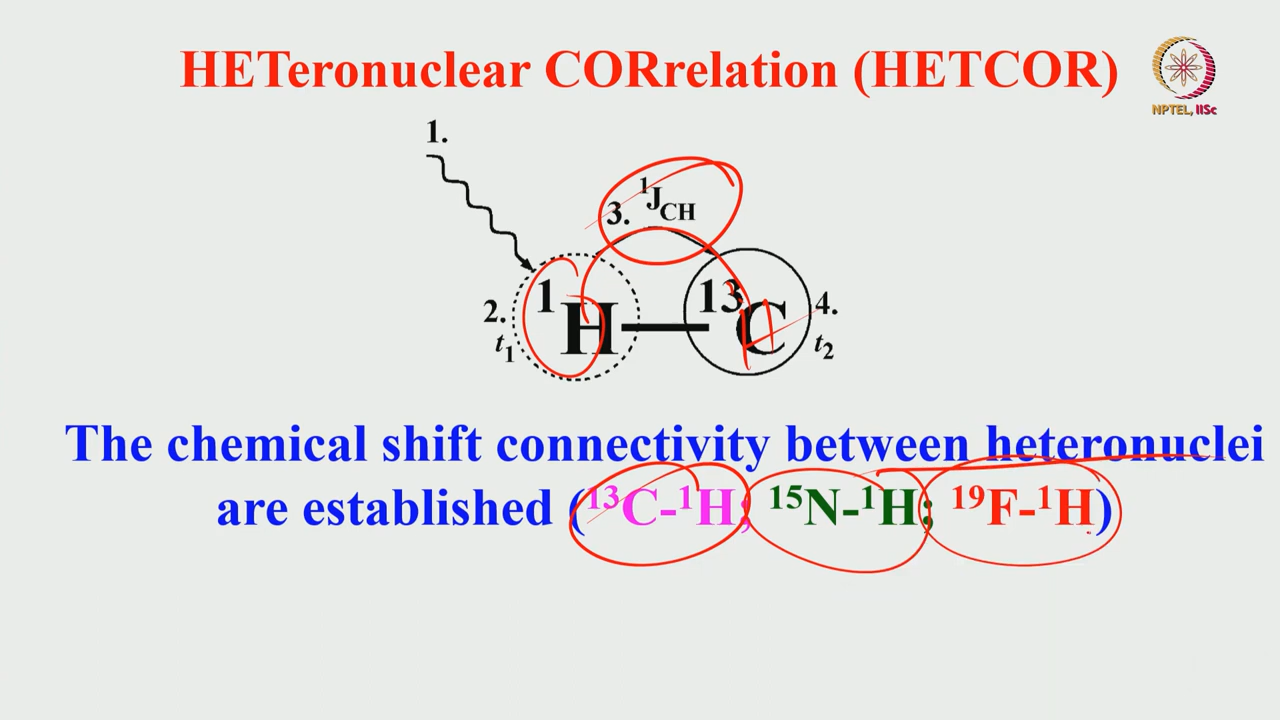 HETeronuclear CORrelation (HETCOR)
NPTEL, IISc
1.
3. ¹J_CH
2. ¹H — ¹³C 4.
t₁ t₂
The chemical shift connectivity between heteronuclei
are established (¹³C-¹H; ¹⁵N-¹H; ¹⁹F-¹H)